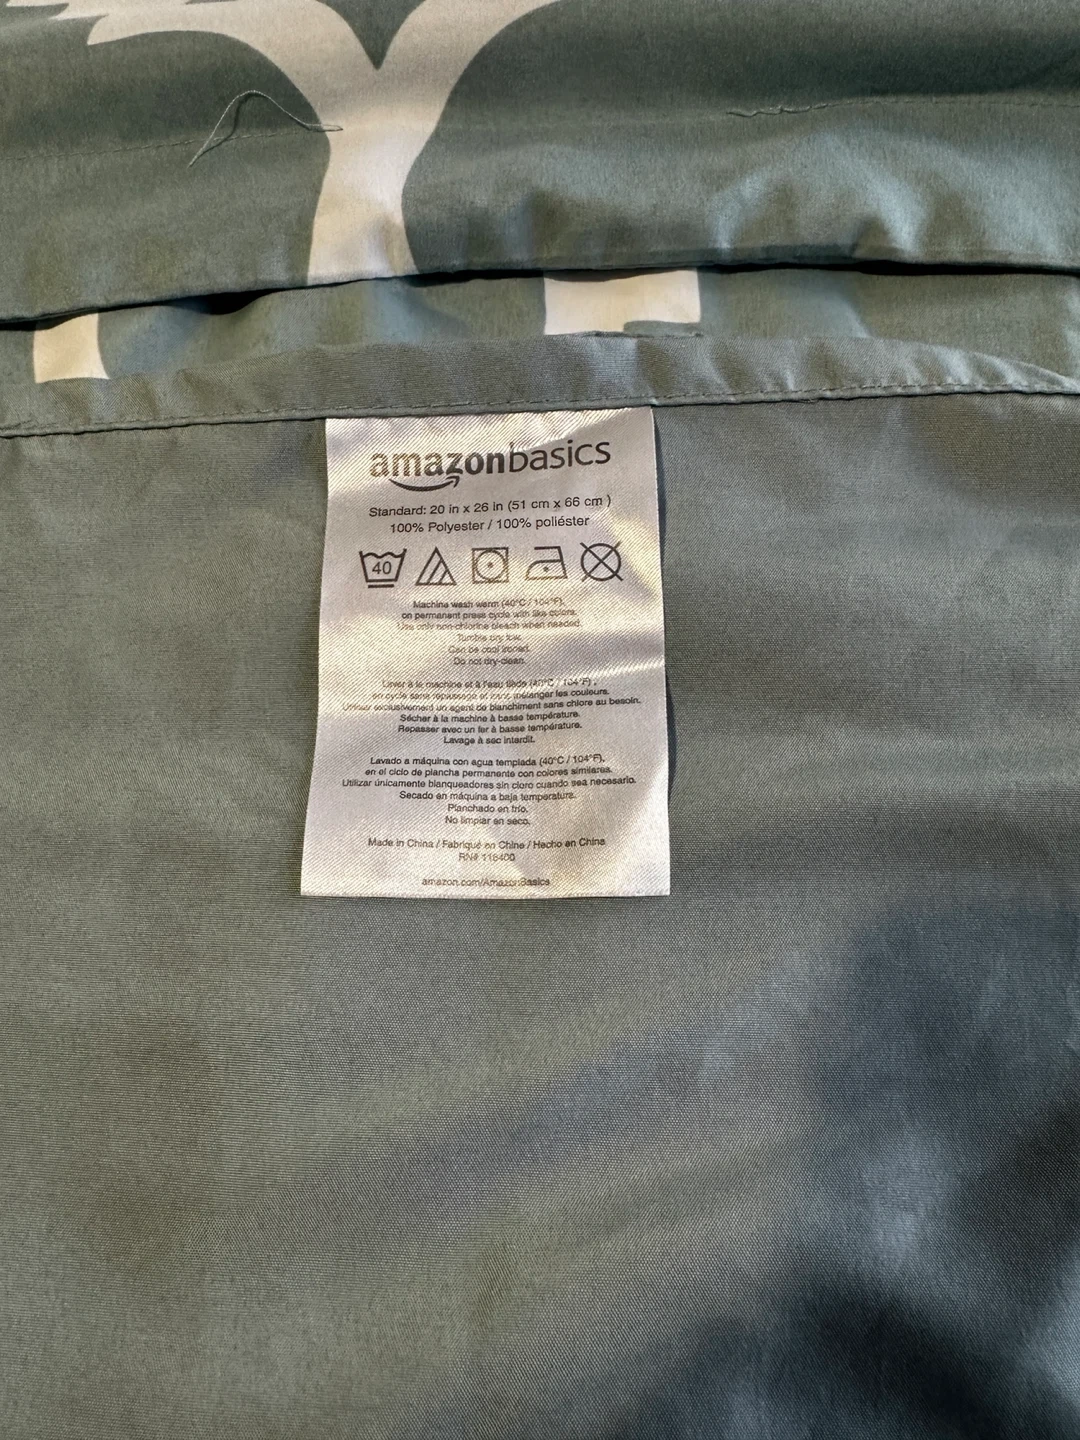 amazonbasics
Standard: 20 in x 26 in (51 cm x 66 cm )
100% Polyester / 100% poliéster
40
Machine wash warm (40°C / 104°F),
on permanent press cycle with like colors.
Use only non-chlorine bleach when needed.
Tumble dry low.
Can be cool ironed.
Do not dry-clean.
Laver à la machine et à l'eau tiède (40°C / 104°F) ,
en cycle sans repassage et sans mélanger les couleurs.
Utiliser exclusivement un agent de blanchiment sans chlore au besoin.
Sécher à la machine à basse température.
Repasser avec un fer à basse température.
Lavage à sec interdit.
Lavado a máquina con agua templada (40°C / 104°F),
en el ciclo de plancha permanente con colores similares.
Utilizar únicamente blanqueadores sin cloro cuando sea necesario.
Secado en máquina a baja temperatura.
Planchado en frío.
No limpiar en seco.
Made in China / Fabriqué en Chine / Hecho en China
RN# 118400
amazon.com/AmazonBasics